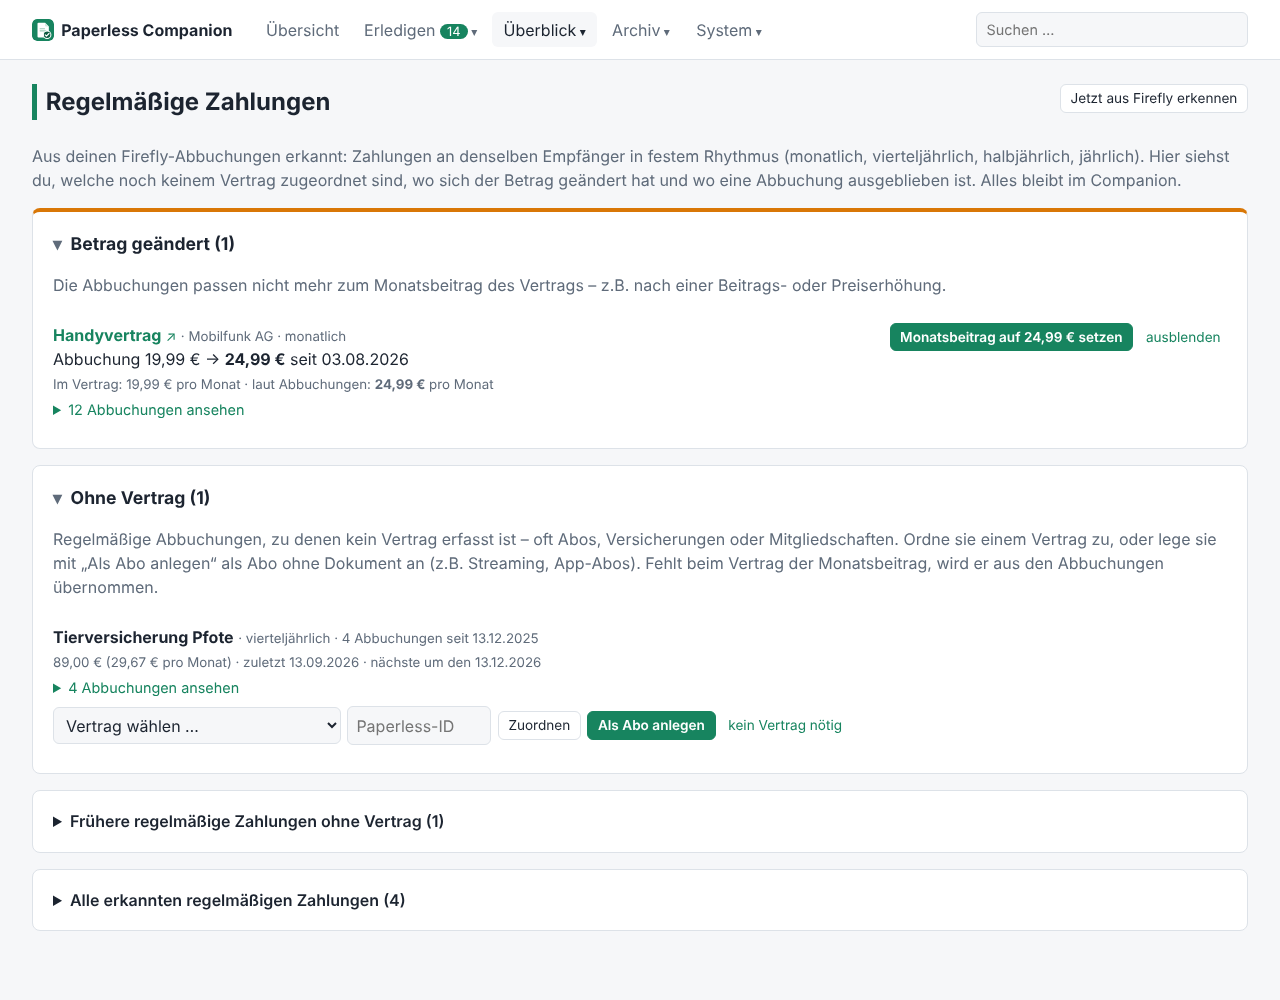 Paperless Companion
Übersicht
Erledigen 14 ▾
Überblick ▾
Archiv ▾
System ▾
Suchen ...
Regelmäßige Zahlungen
Jetzt aus Firefly erkennen
Aus deinen Firefly-Abbuchungen erkannt: Zahlungen an denselben Empfänger in festem Rhythmus (monatlich, vierteljährlich, halbjährlich, jährlich). Hier siehst
du, welche noch keinem Vertrag zugeordnet sind, wo sich der Betrag geändert hat und wo eine Abbuchung ausgeblieben ist. Alles bleibt im Companion.
▼ Betrag geändert (1)
Die Abbuchungen passen nicht mehr zum Monatsbeitrag des Vertrags – z.B. nach einer Beitrags- oder Preiserhöhung.
Handyvertrag ↗ · Mobilfunk AG · monatlich
Monatsbeitrag auf 24,99 € setzen
ausblenden
Abbuchung 19,99 € → 24,99 € seit 03.08.2026
Im Vertrag: 19,99 € pro Monat · laut Abbuchungen: 24,99 € pro Monat
▶ 12 Abbuchungen ansehen
▼ Ohne Vertrag (1)
Regelmäßige Abbuchungen, zu denen kein Vertrag erfasst ist – oft Abos, Versicherungen oder Mitgliedschaften. Ordne sie einem Vertrag zu, oder lege sie
mit „Als Abo anlegen“ als Abo ohne Dokument an (z.B. Streaming, App-Abos). Fehlt beim Vertrag der Monatsbeitrag, wird er aus den Abbuchungen
übernommen.
Tierversicherung Pfote · vierteljährlich · 4 Abbuchungen seit 13.12.2025
89,00 € (29,67 € pro Monat) · zuletzt 13.09.2026 · nächste um den 13.12.2026
▶ 4 Abbuchungen ansehen
Vertrag wählen ...
Paperless-ID
Zuordnen
Als Abo anlegen
kein Vertrag nötig
▶ Frühere regelmäßige Zahlungen ohne Vertrag (1)
▶ Alle erkannten regelmäßigen Zahlungen (4)